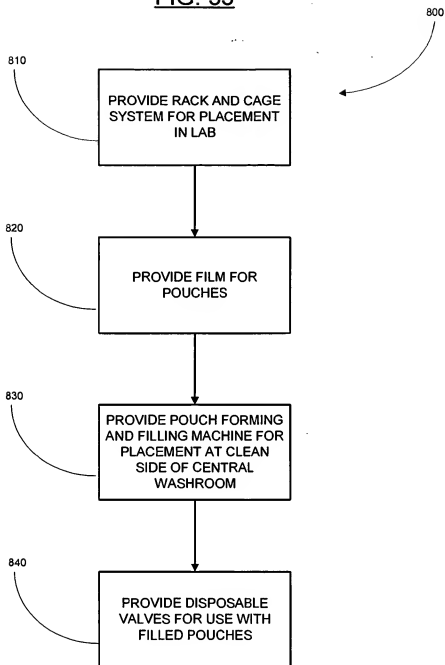 800
810
PROVIDE RACK AND CAGE
SYSTEM FOR PLACEMENT
IN LAB
820
PROVIDE FILM FOR
POUCHES
830
PROVIDE POUCH FORMING
AND FILLING MACHINE FOR
PLACEMENT AT CLEAN
SIDE OF CENTRAL
WASHROOM
840
PROVIDE DISPOSABLE
VALVES FOR USE WITH
FILLED POUCHES